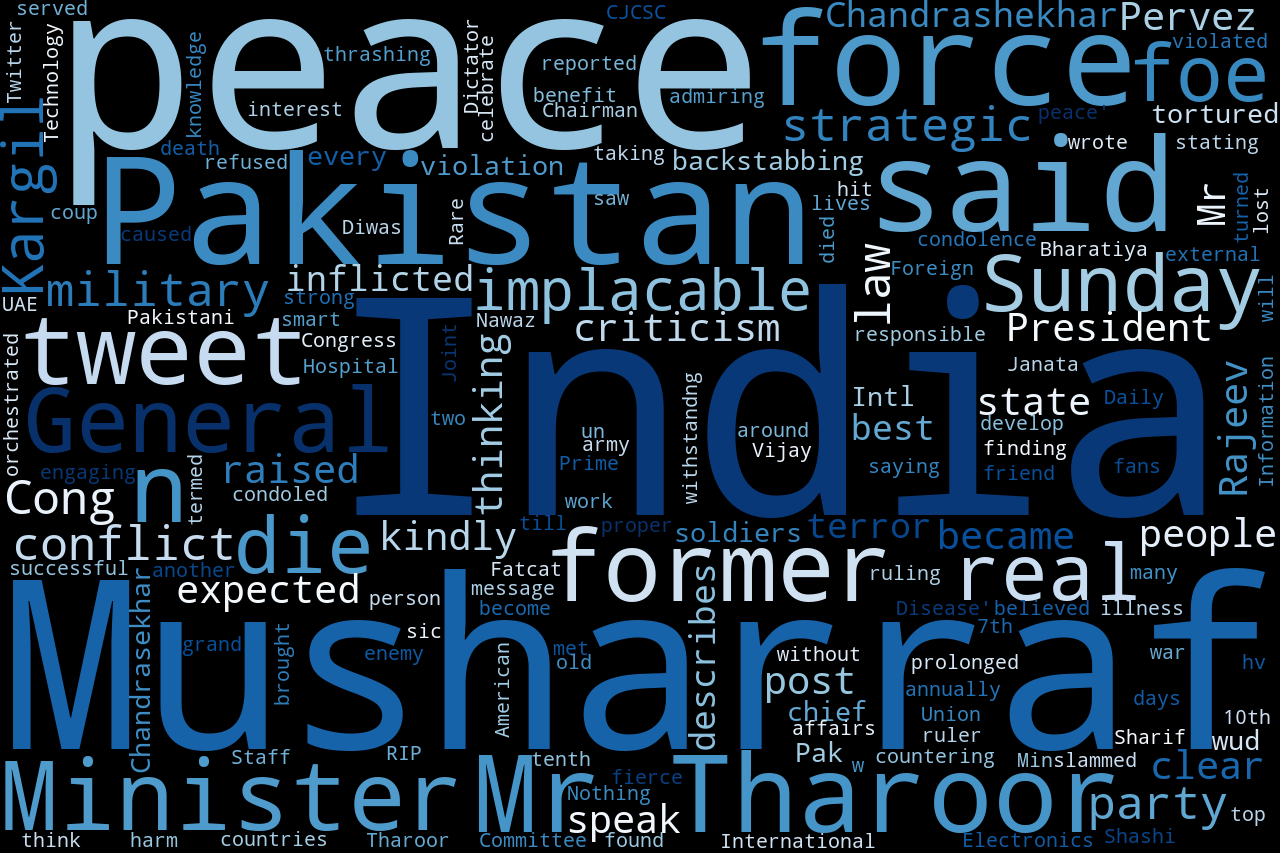 served
peace
CJCSC
force
Chandrashekhar
Pervez
Twitter
Technology
knowledge
thrashing
Dictator
celebrate
reported
violated
foe
interest
benefit
Chairman
admiring
strategic
peace'
tortured
Kargil
death
refused
every
violation
taking
backstabbing
said
wrote
stating
Pakistan
coup
caused
Diwas
Rare
saw
hit
lives
died
Mr
turned
lost
condolence
Bharatiya
external
military
UAE
inflicted
strong
implacable
law
Foreign
Sunday
will
Pakistani
smart
Nawaz
criticism
responsible
President
tweet
Congress
Hospital
Joint
thinking
India
Janata
orchestrated
General
two
withstandng
Intl
state
Daily
Rajeev
Information
un
army
around
Vijay
best
develop
finding
engaging
n
termed
raised
Prime
saying
friend
fans
Cong
condoled
work
conflict
die
kindly
till
proper
soldiers
terror
became
people
successful
another
Fatcat
former
ruling
real
many
Chandrasekhar
expected
person
message
become
describes
Disease'
believed
illness
Musharraf
sic
7th
grand
brought
enemy
American
met
old
without
prolonged
war
hv
post
annually
days
chief
affairs
Union
ruler
Sharif
10th
wud
Staff
RIP
tenth
Pak
w
countering
Min
slammed
clear
Minister
Mr
fierce
Nothing
Tharoor
party
speak
top
think
harm
countries
Tharoor
Committee
found
International
Electronics
Shashi